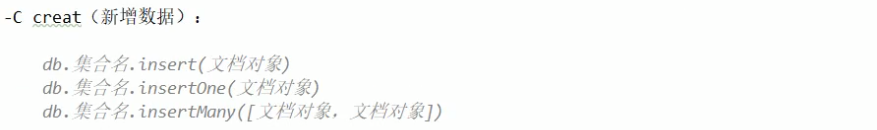 -C creat（新增数据）：
db.集合名.insert(文档对象)
db.集合名.insertOne(文档对象)
db.集合名.insertMany([文档对象，文档对象])